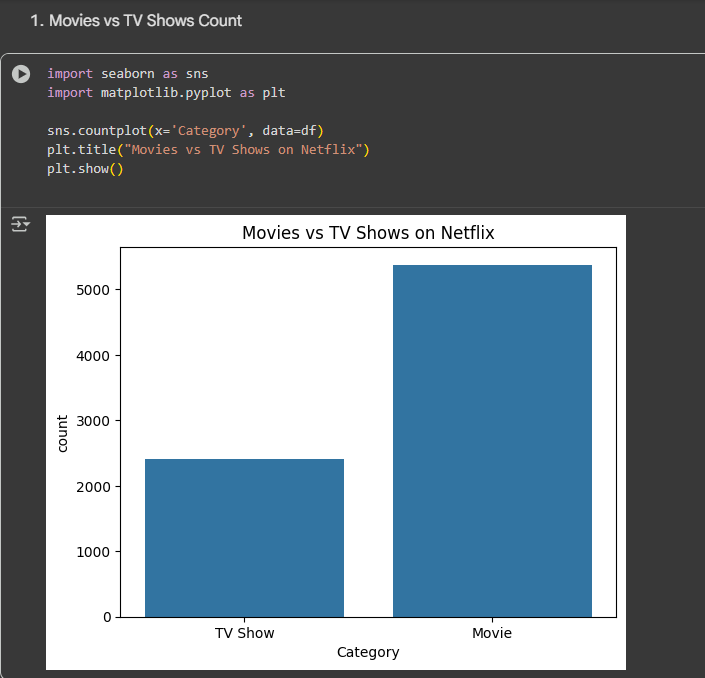 1. Movies vs TV Shows Count
import seaborn as sns
import matplotlib.pyplot as plt
sns.countplot(x='Category', data=df)
plt.title("Movies vs TV Shows on Netflix")
plt.show()
Movies vs TV Shows on Netflix
5000
4000
3000
2000
1000
0
count
TV Show Movie
Category